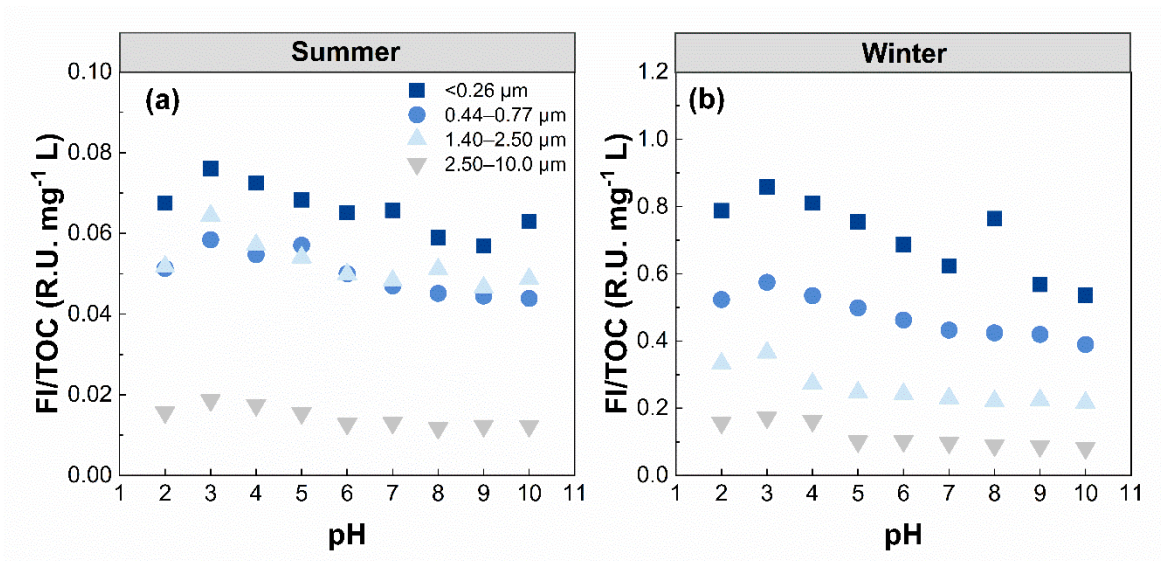 Summer
(a)
<0.26 µm
0.44–0.77 µm
1.40–2.50 µm
2.50–10.0 µm
FI/TOC (R.U. mg⁻¹ L)
0.10
0.08
0.06
0.04
0.02
0.00
1 2 3 4 5 6 7 8 9 10 11
pH
Winter
(b)
FI/TOC (R.U. mg⁻¹ L)
1.2
1.0
0.8
0.6
0.4
0.2
0.0
1 2 3 4 5 6 7 8 9 10 11
pH